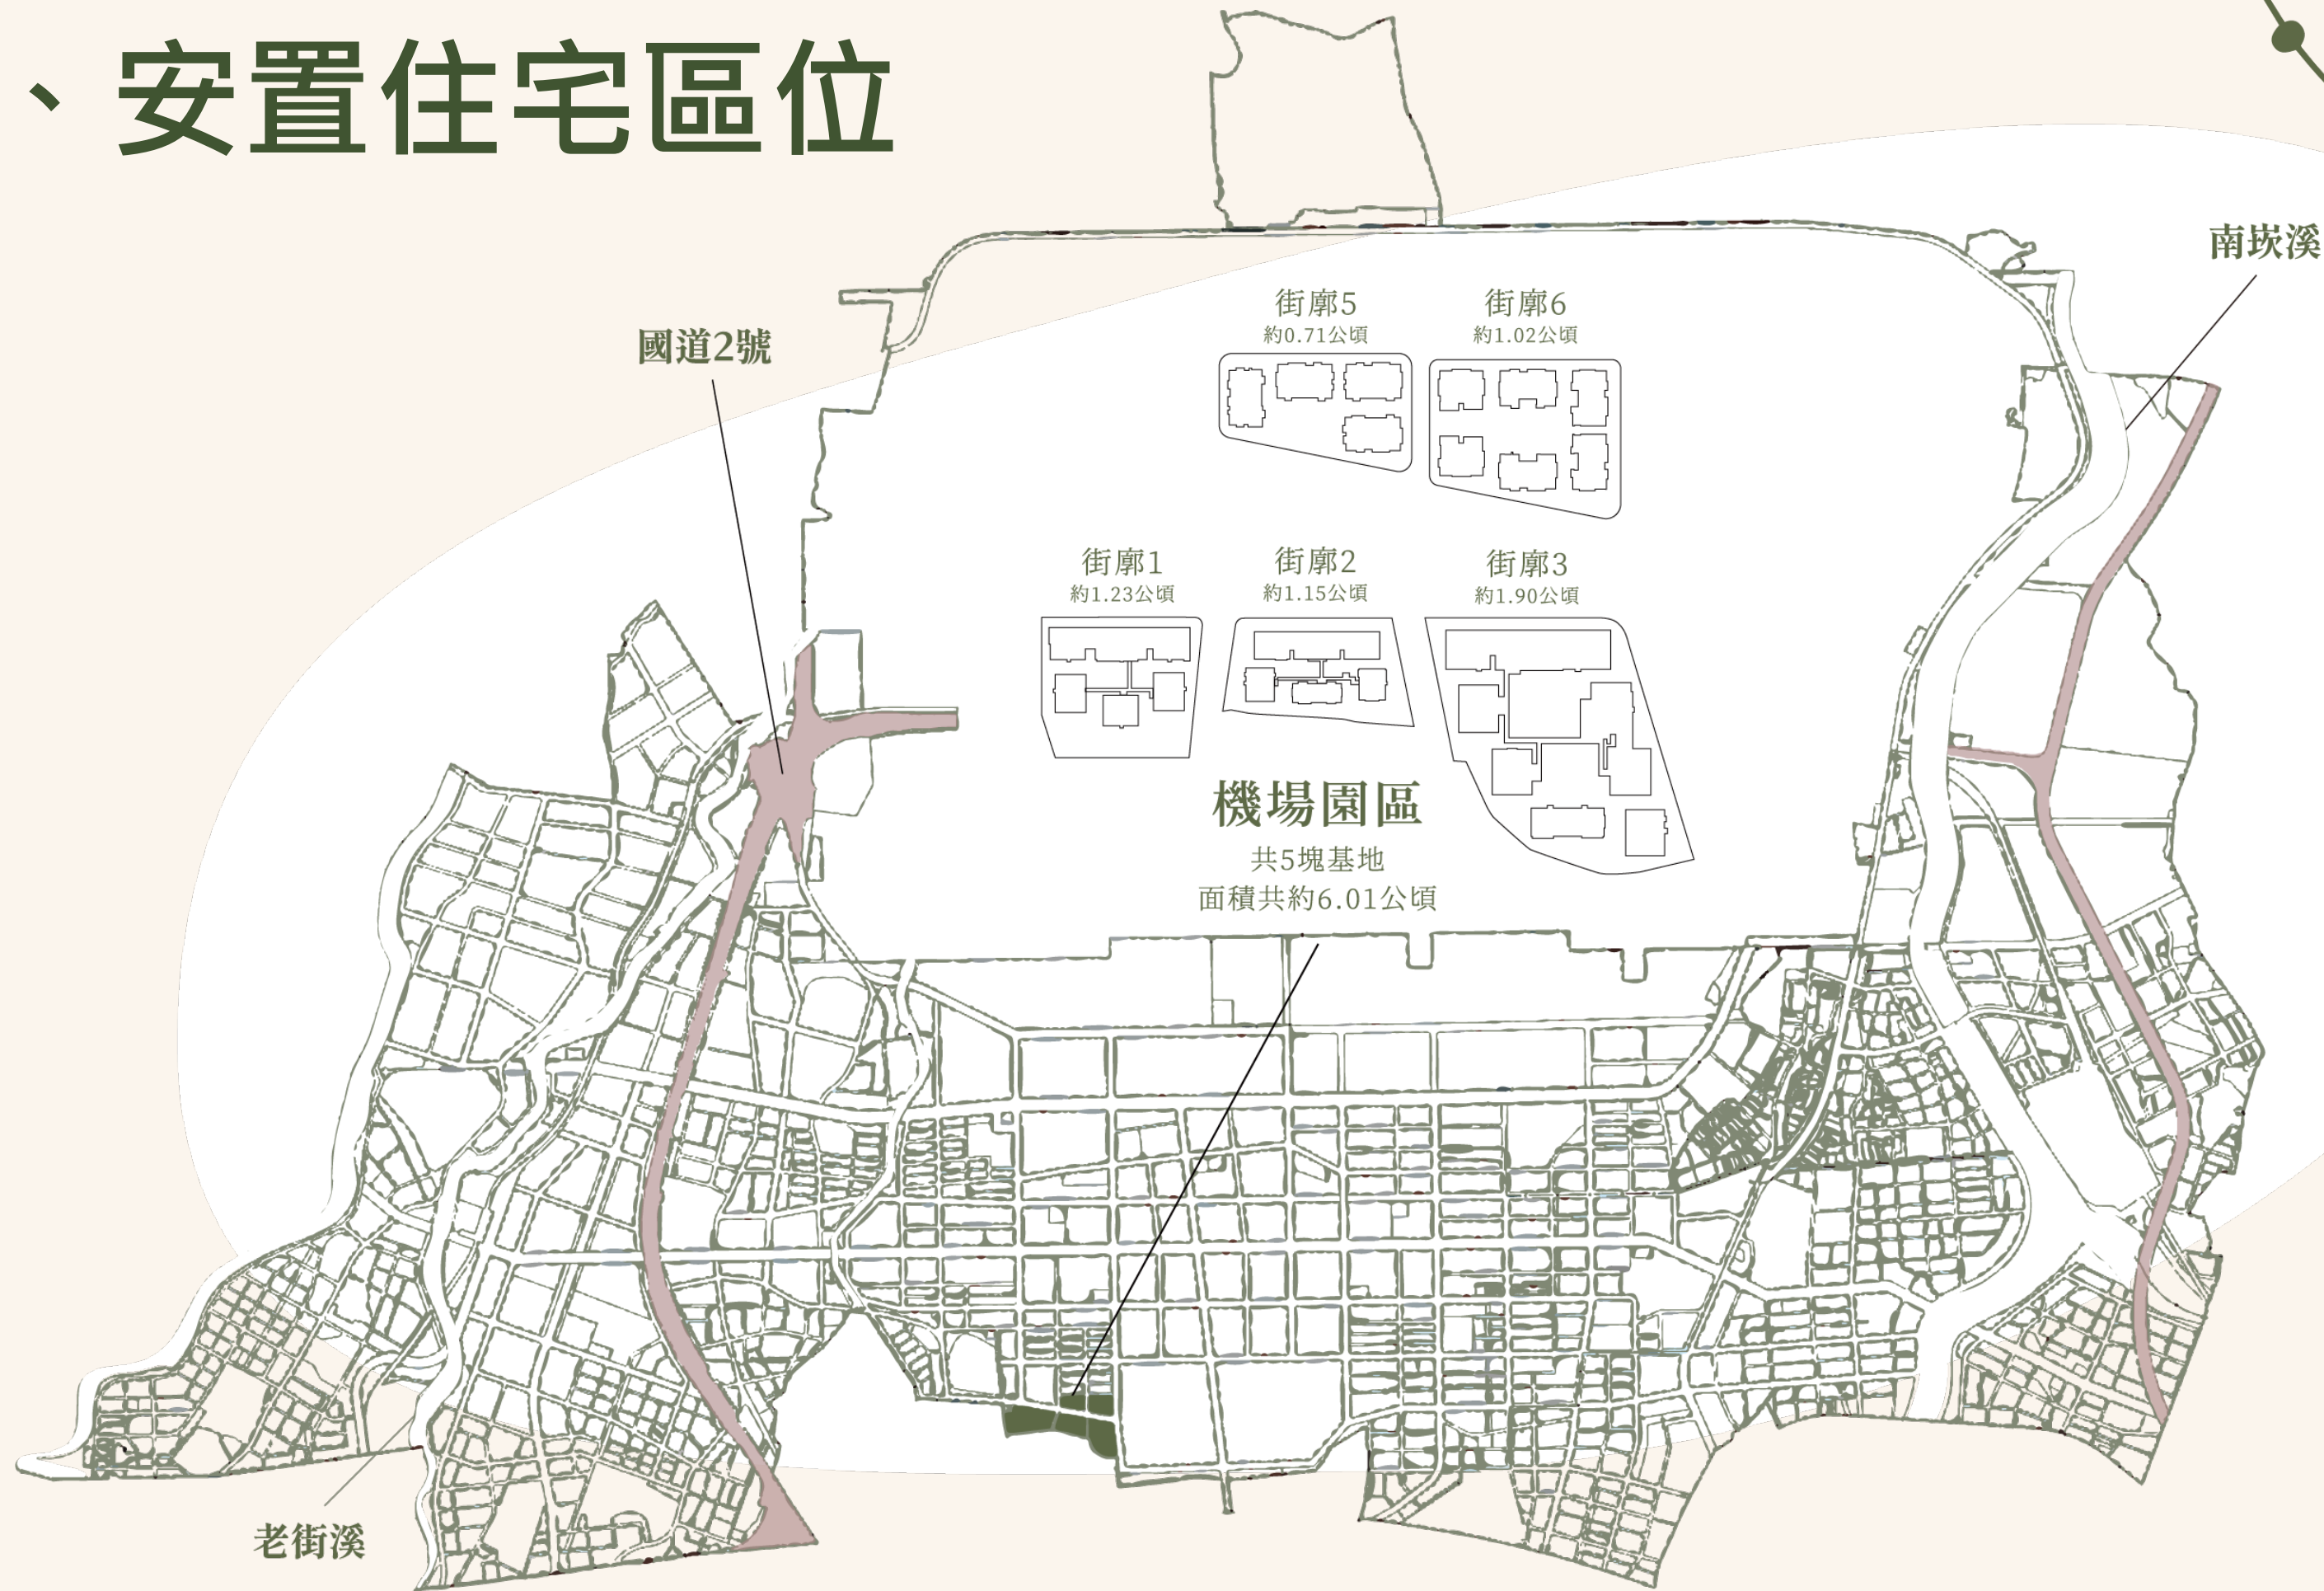 、安置住宅區位
南崁溪
國道2號
街廓5
約0.71公頃
街廓6
約1.02公頃
街廓1
約1.23公頃
街廓2
約1.15公頃
街廓3
約1.90公頃
機場園區
共5塊基地
面積共約6.01公頃
老街溪